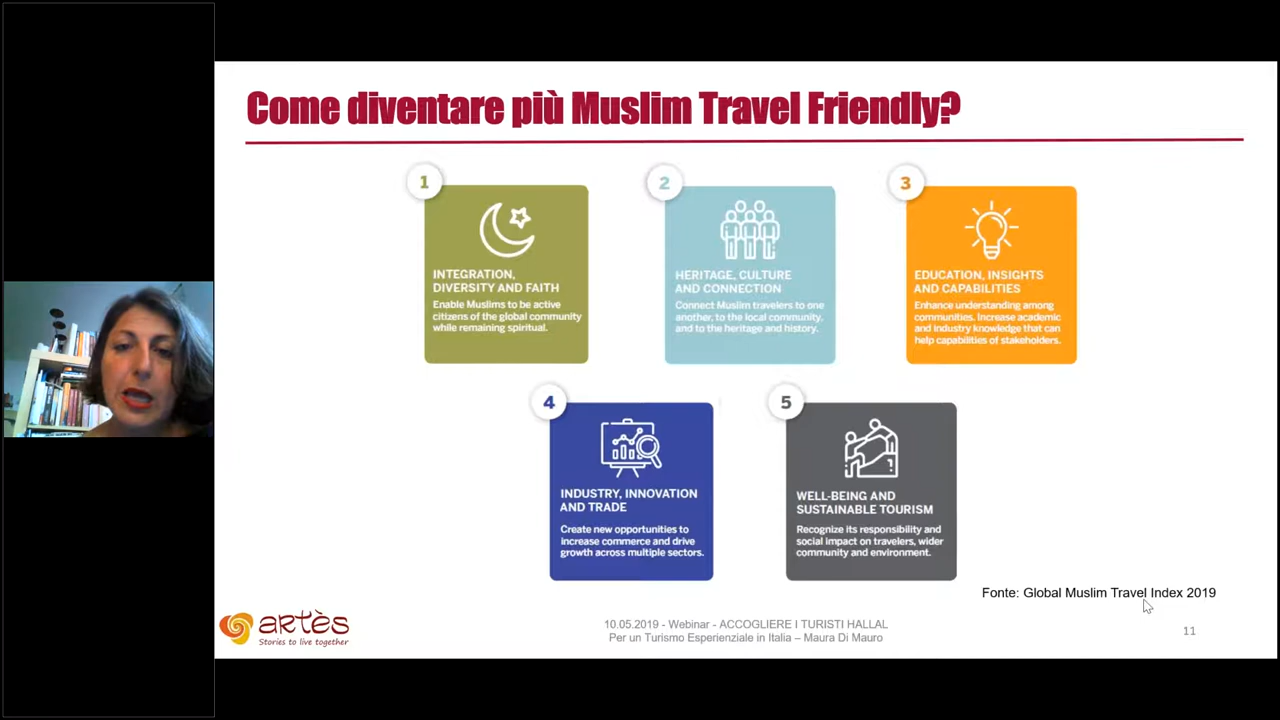 Come diventare più Muslim Travel Friendly?
1
INTEGRATION,
DIVERSITY AND FAITH
Enable Muslims to be active
citizens of the global community
while remaining spiritual.
2
HERITAGE, CULTURE
AND CONNECTION
Connect Muslim travelers to one
another, to the local community,
and to the heritage and history.
3
EDUCATION, INSIGHTS
AND CAPABILITIES
Enhance understanding among
communities. Increase academic
and industry knowledge that can
help capabilities of stakeholders.
4
INDUSTRY, INNOVATION
AND TRADE
Create new opportunities to
increase commerce and drive
growth across multiple sectors.
5
WELL-BEING AND
SUSTAINABLE TOURISM
Recognize its responsibility and
social impact on travelers, wider
community and environment.
Fonte: Global Muslim Travel Index 2019
artès
Stories to live together
10.05.2019 - Webinar - ACCOGLIERE I TURISTI HALLAL
Per un Turismo Esperienziale in Italia – Maura Di Mauro
11